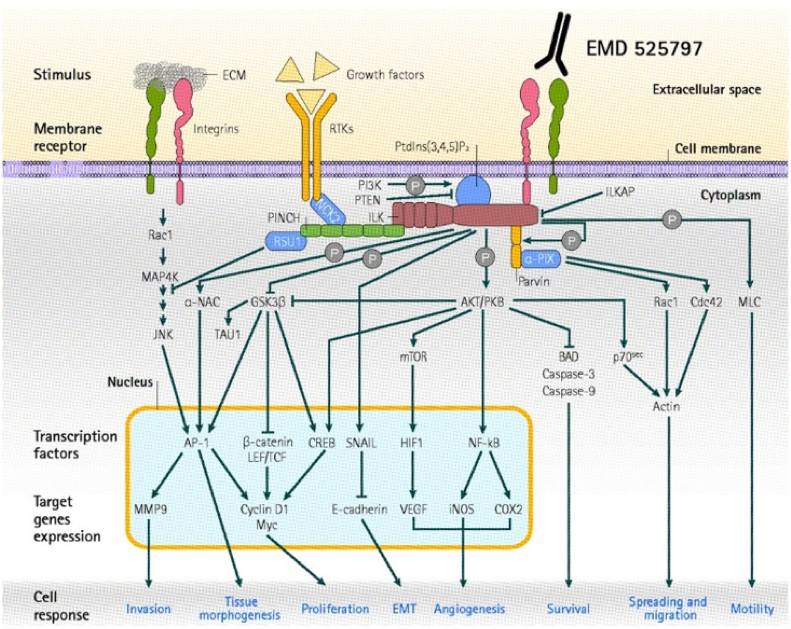 EMD 525797
Stimulus
ECM
Growth factors
Extracellular space
Membrane
receptor
Integrins
RTKs
PtdIns(3,4,5)P₃
Cell membrane
PI3K
P
PTEN
ILKAP
Cytoplasm
NCK2
PINCH
ILK
P
Rac1
RSU1
P
P
P
P
α-PIX
Parvin
MAP4K
α-NAC
GSK3β
AKT/PKB
Rac1
Cdc42
MLC
JNK
TAU1
mTOR
BAD
Caspase-3
Caspase-9
p70sec
Nucleus
Actin
Transcription
factors
AP-1
β-catenin
LEF/TCF
CREB
SNAIL
HIF1
NF-kB
Target
genes
expression
MMP9
Cyclin D1
Myc
E-cadherin
VEGF
iNOS
COX2
Cell
response
Invasion
Tissue
morphogenesis
Proliferation
EMT
Angiogenesis
Survival
Spreading and
migration
Motility